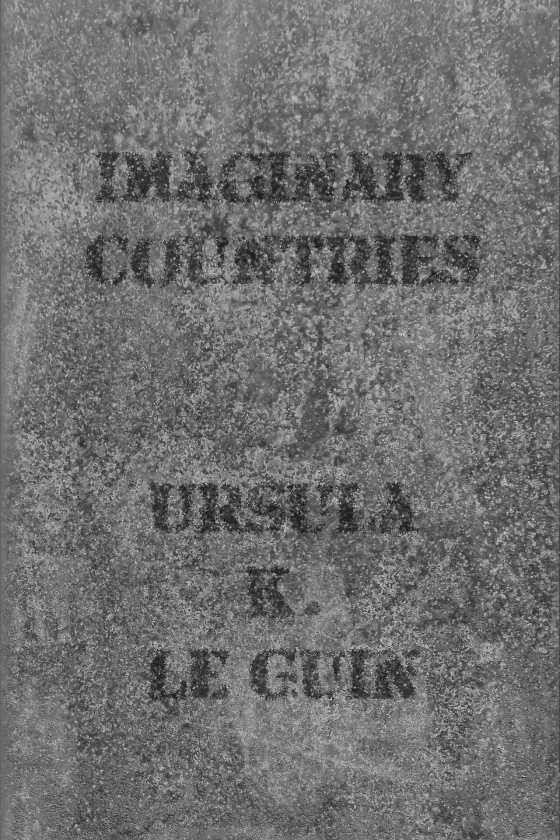 IMAGINARY
COUNTRIES
URSULA
K.
LE GUIN